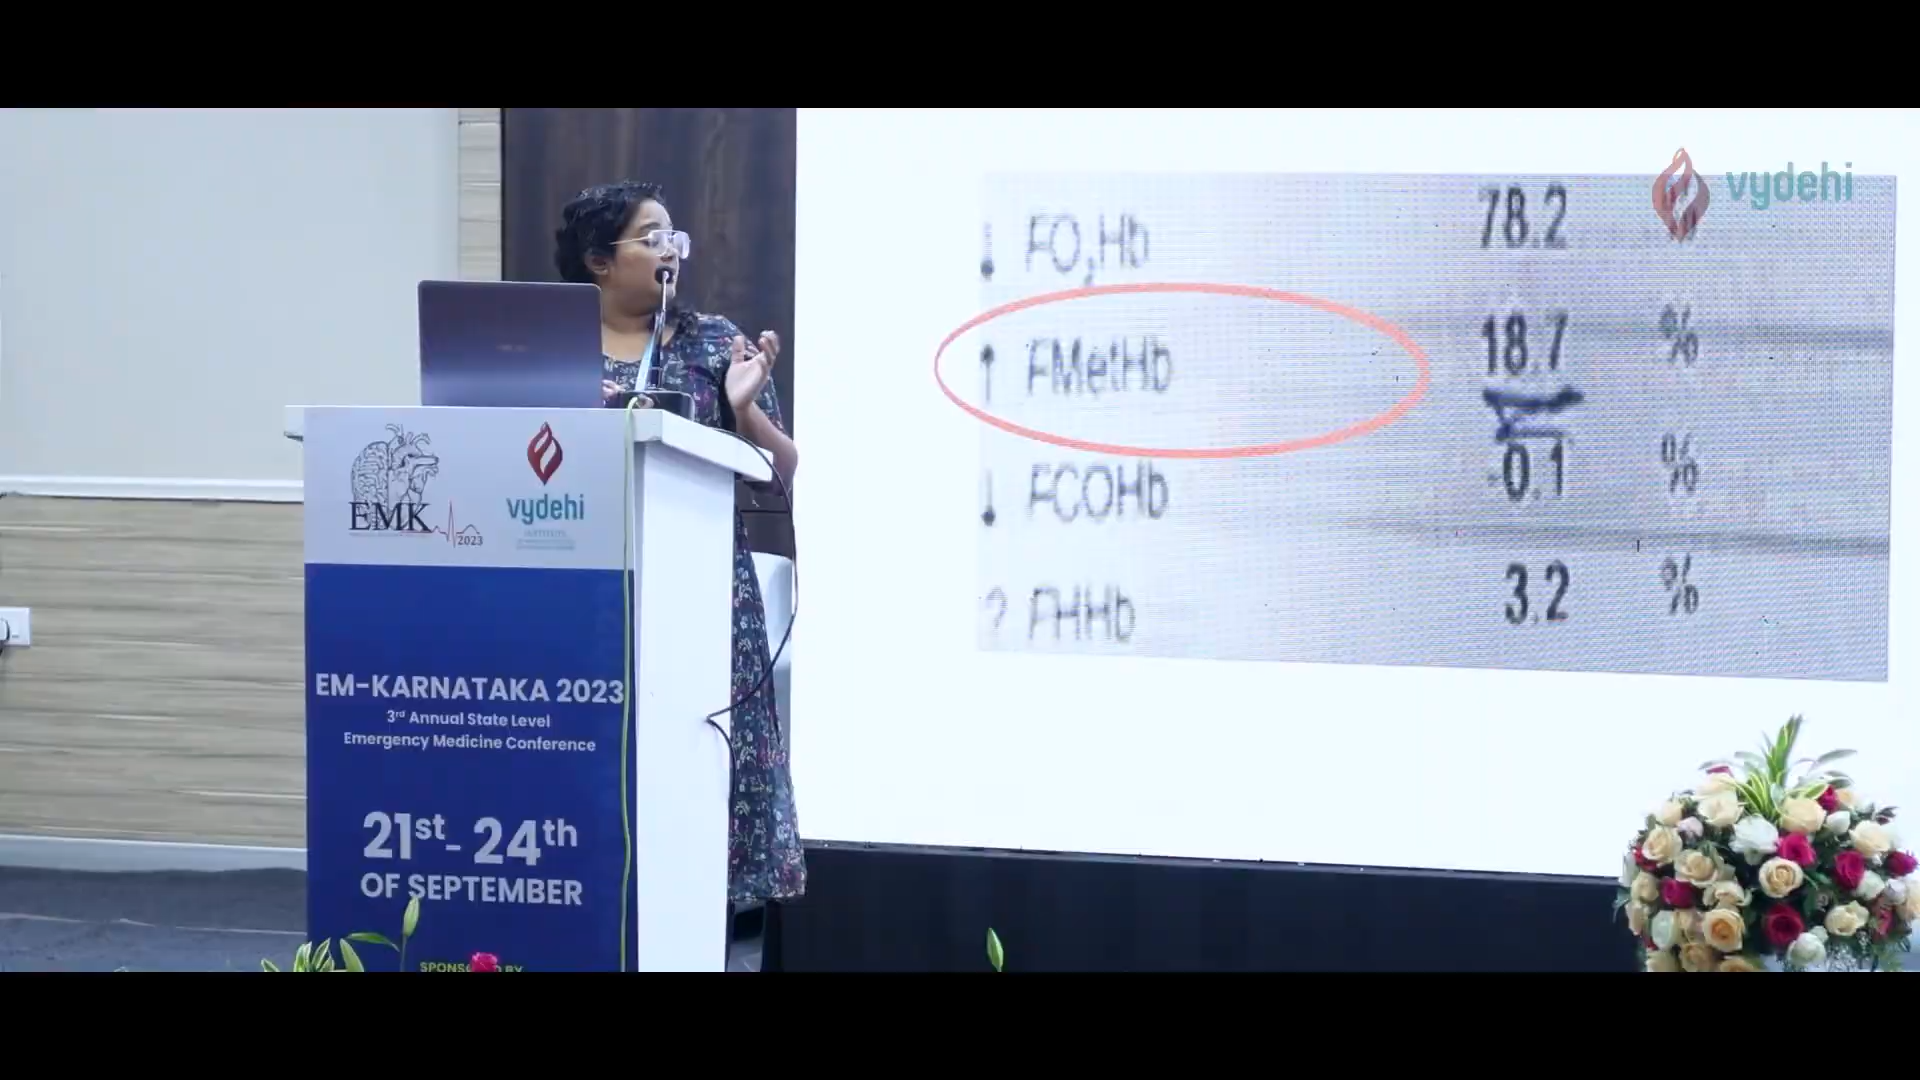 vydehi
↓ FO₂Hb 78.2 %
↑ FMetHb 18.7 %
↓ FCOHb -0.1 %
? FHHb 3.2 %
EMK
2023
vydehi
INSTITUTE
EM-KARNATAKA 2023
3rd Annual State Level
Emergency Medicine Conference
21st - 24th
OF SEPTEMBER